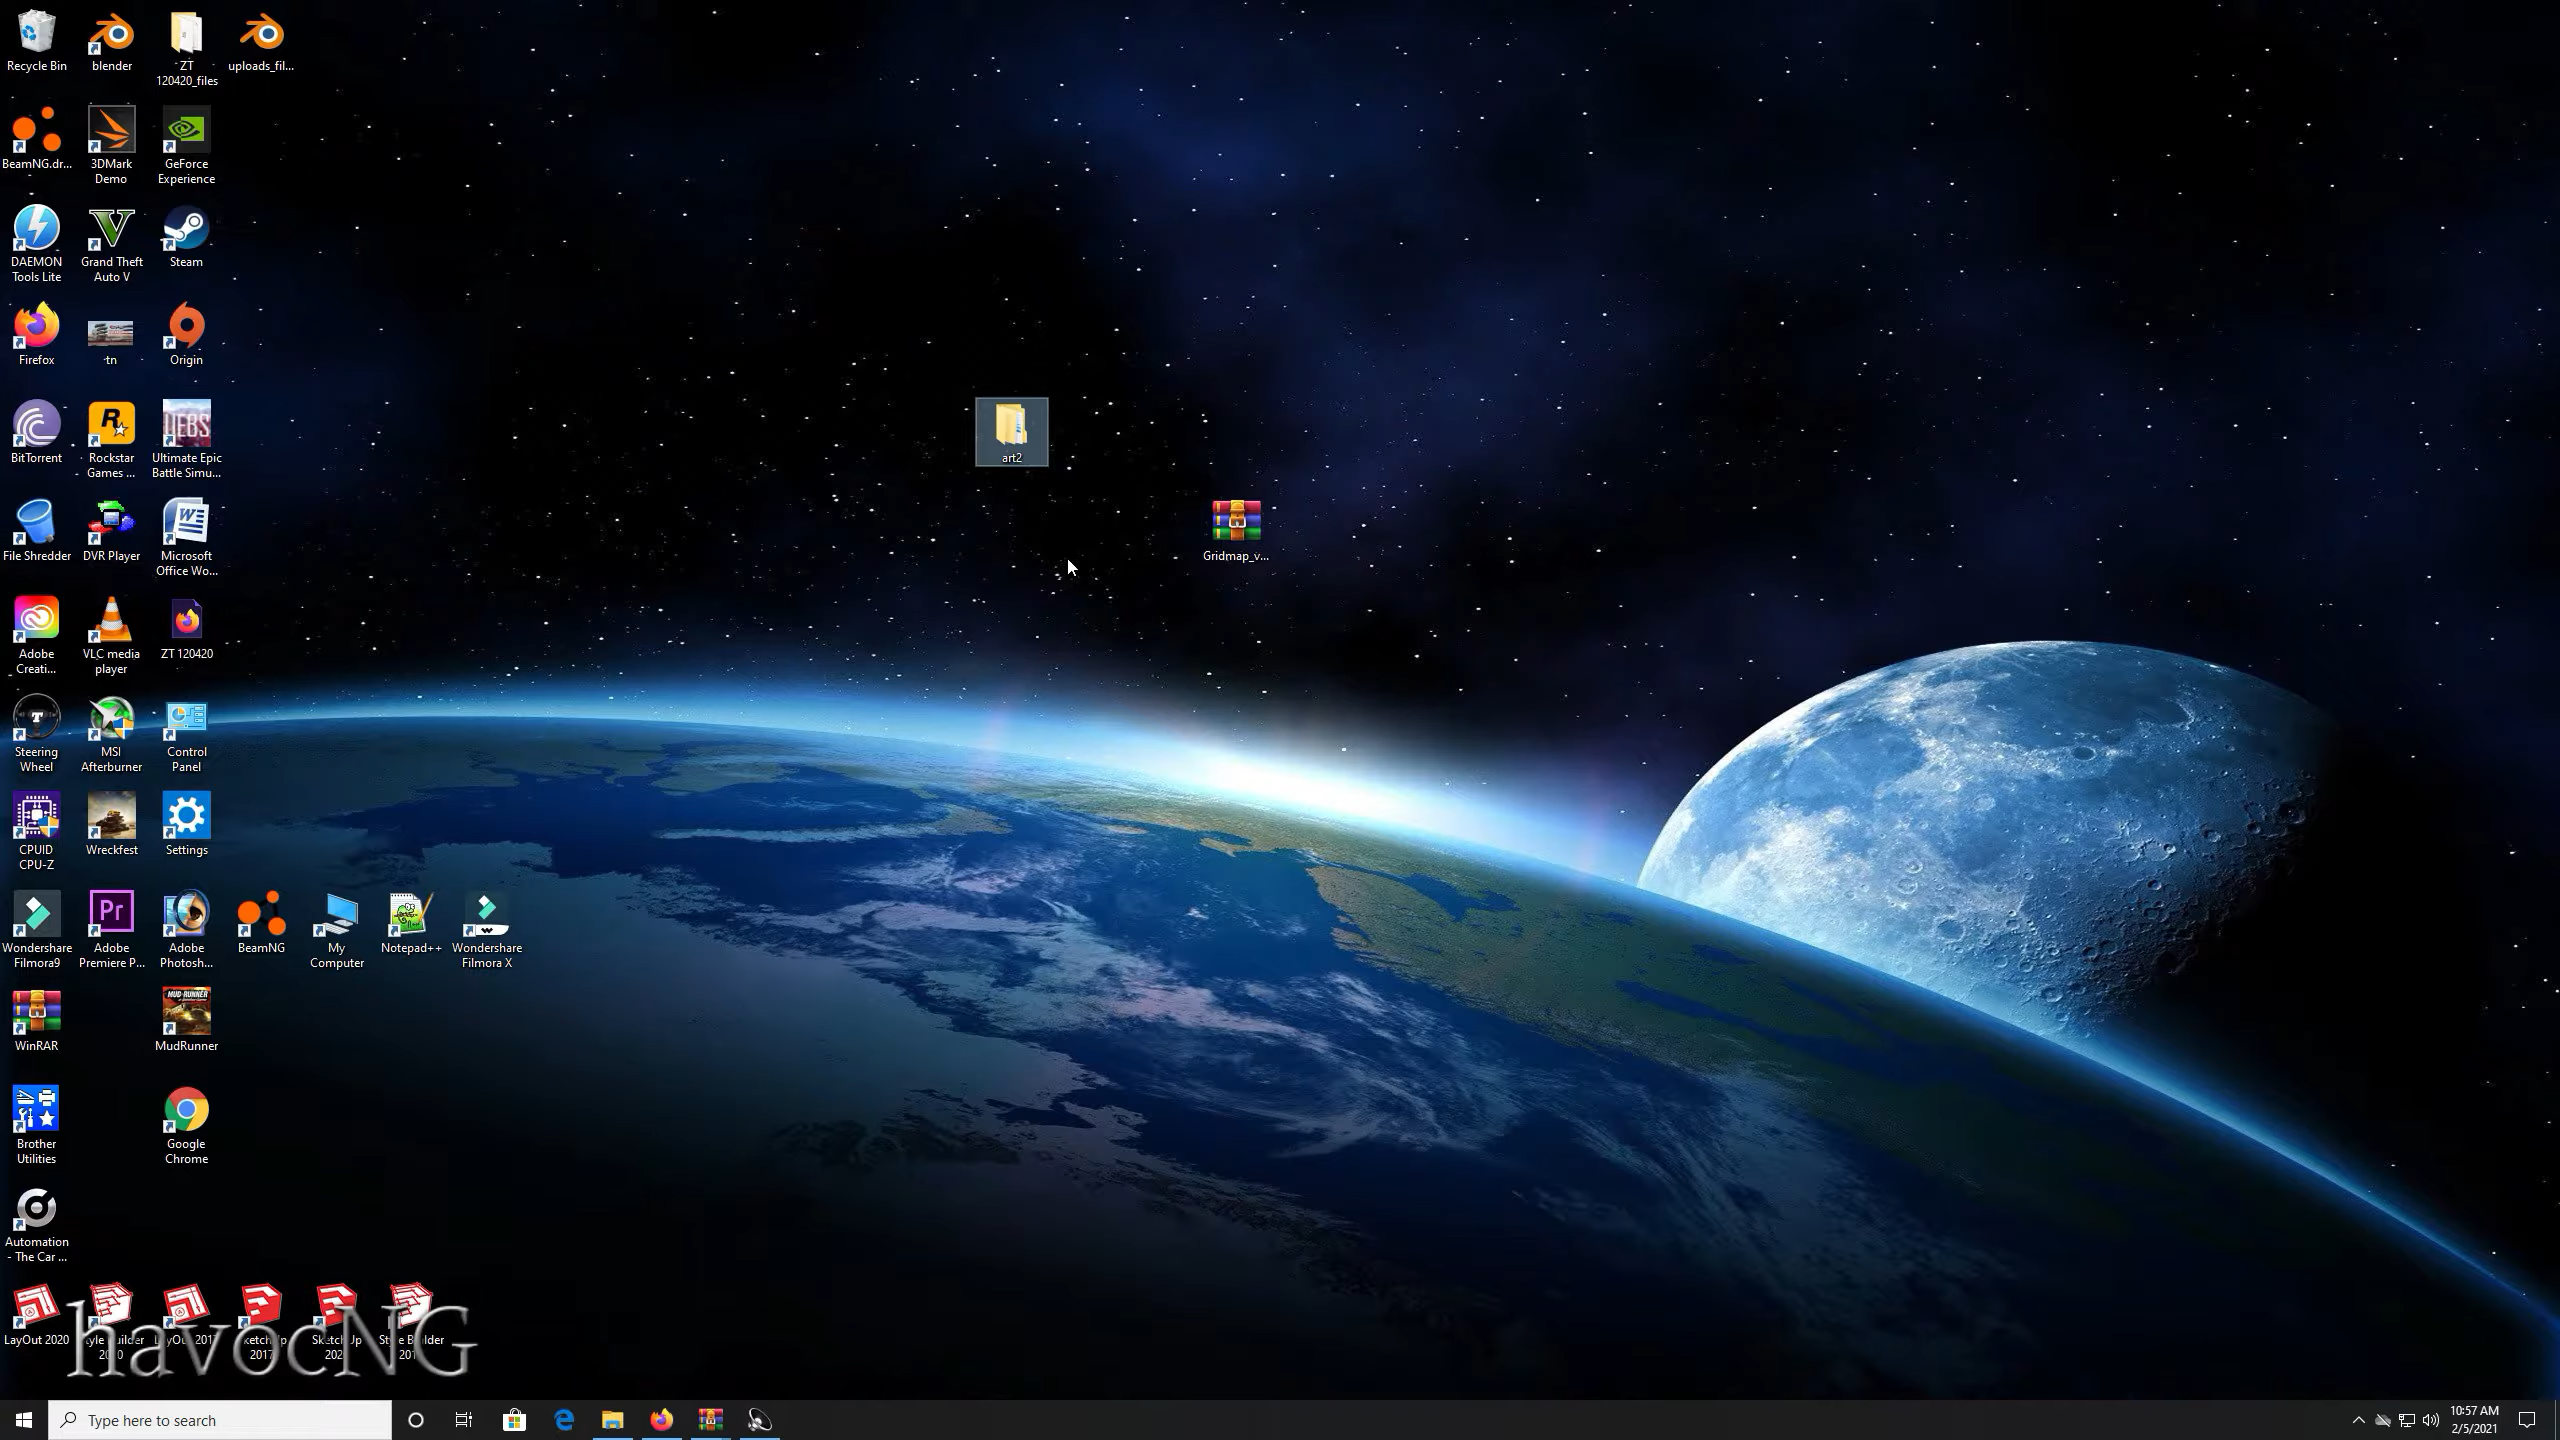 Recycle Bin
blender
ZT
120420_files
uploads_fil...
BeamNG.dr...
3DMark
Demo
GeForce
Experience
DAEMON
Tools Lite
Grand Theft
Auto V
Steam
Firefox
tn
Origin
art2
BitTorrent
Rockstar
Games ...
Ultimate Epic
Battle Simu...
Gridmap_v...
File Shredder
DVR Player
Microsoft
Office Wo...
Adobe
Creati...
VLC media
player
ZT 120420
Steering
Wheel
MSI
Afterburner
Control
Panel
CPUID
CPU-Z
Wreckfest
Settings
Wondershare
Filmora9
Adobe
Premiere P...
Adobe
Photosh...
BeamNG
My
Computer
Notepad++
Wondershare
Filmora X
WinRAR
MudRunner
Brother
Utilities
Google
Chrome
Automation
- The Car ...
LayOut 2020
2017
havocNG
Type here to search
10:57 AM
2/5/2021